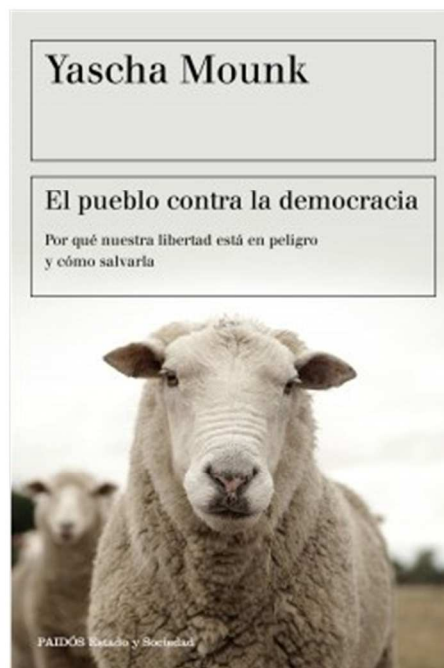 Yascha Mounk
El pueblo contra la democracia
Por qué nuestra libertad está en peligro
y cómo salvarla
PAIDÓS Estado y Sociedad